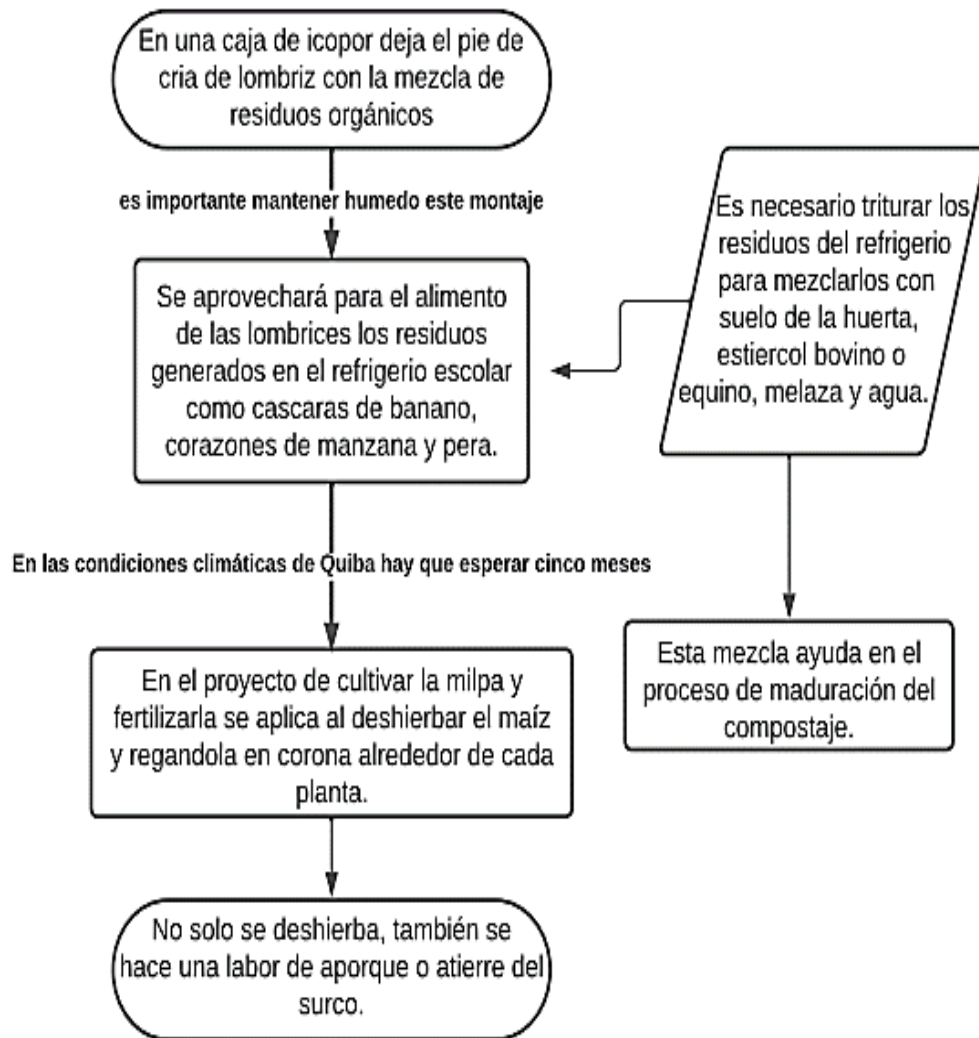 En una caja de icopor deja el pie de
cria de lombriz con la mezcla de
residuos orgánicos
es importante mantener humedo este montaje
Se aprovechará para el alimento
de las lombrices los residuos
generados en el refrigerio escolar
como cascaras de banano,
corazones de manzana y pera.
Es necesario triturar los
residuos del refrigerio
para mezclarlos con
suelo de la huerta,
estiercol bovino o
equino, melaza y agua.
En las condiciones climáticas de Quiba hay que esperar cinco meses
En el proyecto de cultivar la milpa y
fertilizarla se aplica al deshierbar el maíz
y regandola en corona alrededor de cada
planta.
Esta mezcla ayuda en el
proceso de maduración del
compostaje.
No solo se deshierba, también se
hace una labor de aporque o atierre del
surco.